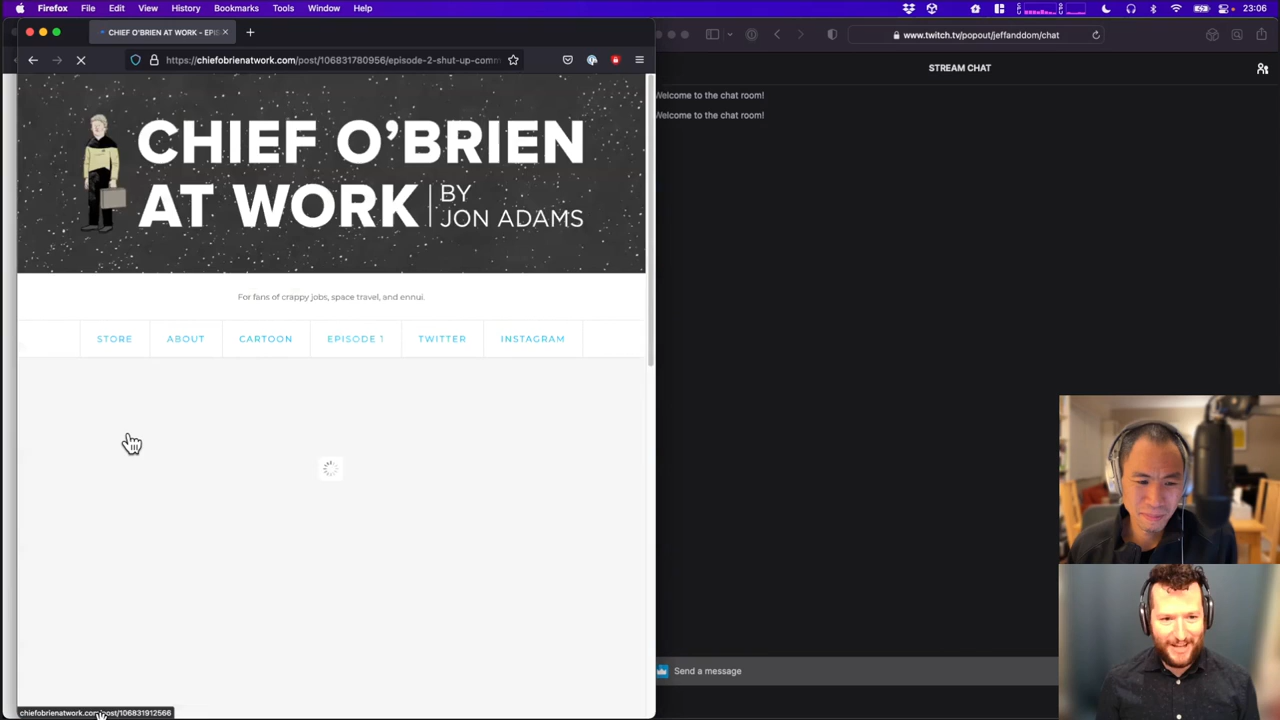 Firefox File Edit View History Bookmarks Tools Window Help 23:06
CHIEF O'BRIEN AT WORK - EPIS
https://chiefobrienatwork.com/post/106831780956/episode-2-shut-up-comm
www.twitch.tv/popout/jeffanddom/chat
STREAM CHAT
Welcome to the chat room!
Welcome to the chat room!
CHIEF O'BRIEN
AT WORK | BY
JON ADAMS
For fans of crappy jobs, space travel, and ennui.
STORE ABOUT CARTOON EPISODE 1 TWITTER INSTAGRAM
Send a message
chiefobrienatwork.com/post/106831912566